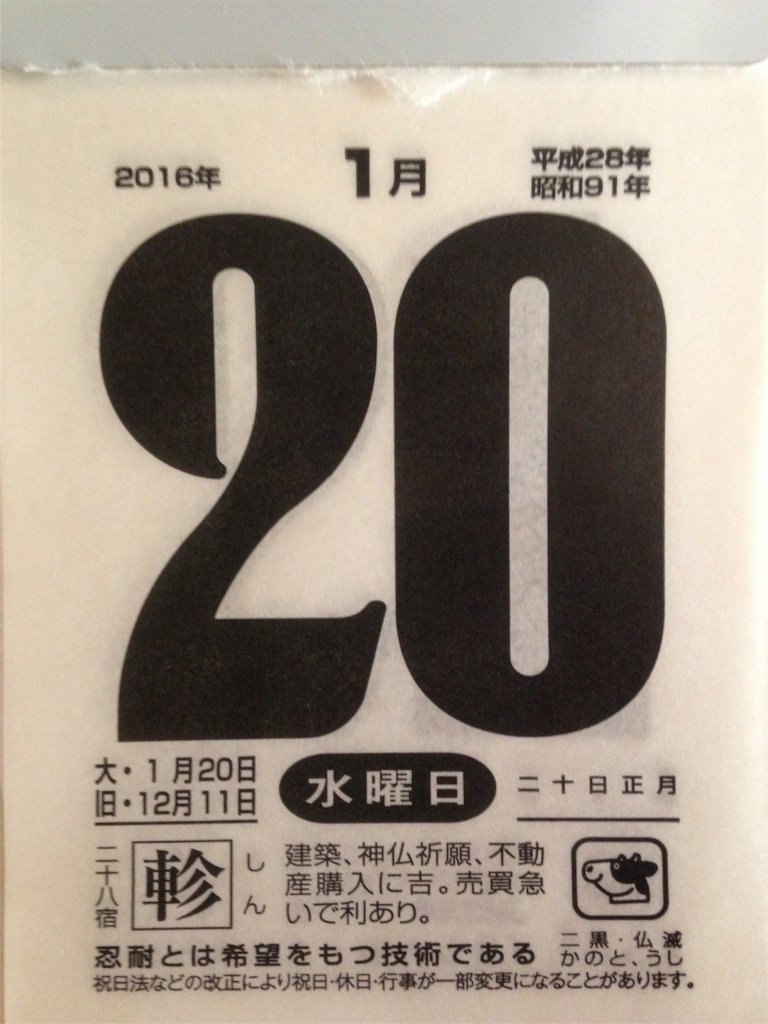 2016年
1月
平成28年
昭和91年
20
大・1月20日
旧・12月11日
水曜日
二十日正月
二十八宿
軫
しん
建築、神仏祈願、不動
産購入に吉。売買急
いで利あり。
二黒・仏滅
かのと、うし
忍耐とは希望をもつ技術である
祝日法などの改正により祝日・休日・行事が一部変更になることがあります。